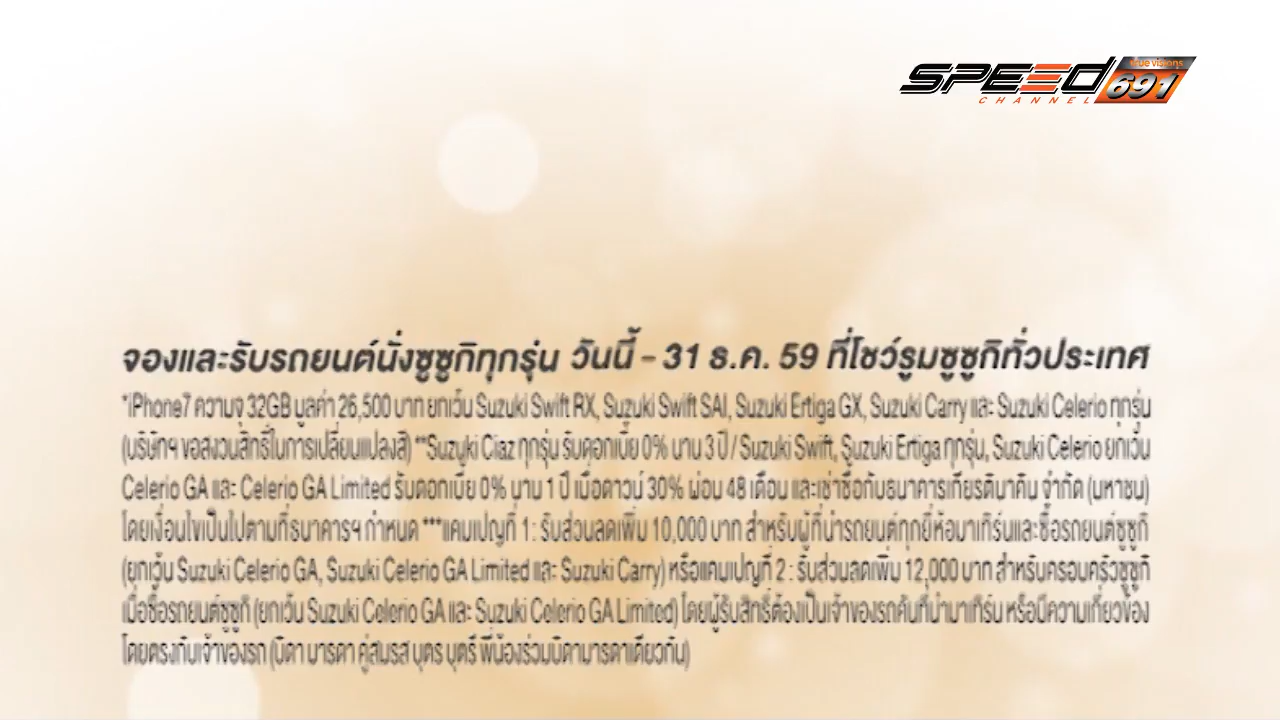 SPEED true visions
CHANNEL 691
จองและรับรถยนต์นั่งซูซูกิทุกรุ่น วันนี้ - 31 ธ.ค. 59 ที่โชว์รูมซูซูกิทั่วประเทศ
*iPhone7 ความจุ 32GB มูลค่า 26,500 บาท ยกเว้น Suzuki Swift RX, Suzuki Swift SAI, Suzuki Ertiga GX, Suzuki Carry และ Suzuki Celerio ทุกรุ่น
(บริษัทฯ ขอสงวนสิทธิ์ในการเปลี่ยนแปลงสี) **Suzuki Ciaz ทุกรุ่น รับดอกเบี้ย 0% นาน 3 ปี / Suzuki Swift, Suzuki Ertiga ทุกรุ่น, Suzuki Celerio ยกเว้น
Celerio GA และ Celerio GA Limited รับดอกเบี้ย 0% นาน 1 ปี เมื่อดาวน์ 30% ผ่อน 48 เดือน และเช่าซื้อกับธนาคารเกียรตินาคิน จำกัด (มหาชน)
โดยเงื่อนไขเป็นไปตามที่ธนาคารฯ กำหนด ***แคมเปญที่ 1 : รับส่วนลดเพิ่ม 10,000 บาท สำหรับผู้ที่นำรถยนต์ทุกยี่ห้อมาเทิร์นและซื้อรถยนต์ซูซูกิ
(ยกเว้น Suzuki Celerio GA, Suzuki Celerio GA Limited และ Suzuki Carry) หรือแคมเปญที่ 2 : รับส่วนลดเพิ่ม 12,000 บาท สำหรับครอบครัวซูซูกิ
เมื่อซื้อรถยนต์ซูซูกิ (ยกเว้น Suzuki Celerio GA และ Suzuki Celerio GA Limited) โดยผู้รับสิทธิ์ต้องเป็นเจ้าของรถคันที่นำมาเทิร์น หรือมีความเกี่ยวข้อง
โดยตรงกับเจ้าของรถ (บิดา มารดา คู่สมรส บุตร บุตรี พี่น้องร่วมบิดามารดาเดียวกัน)